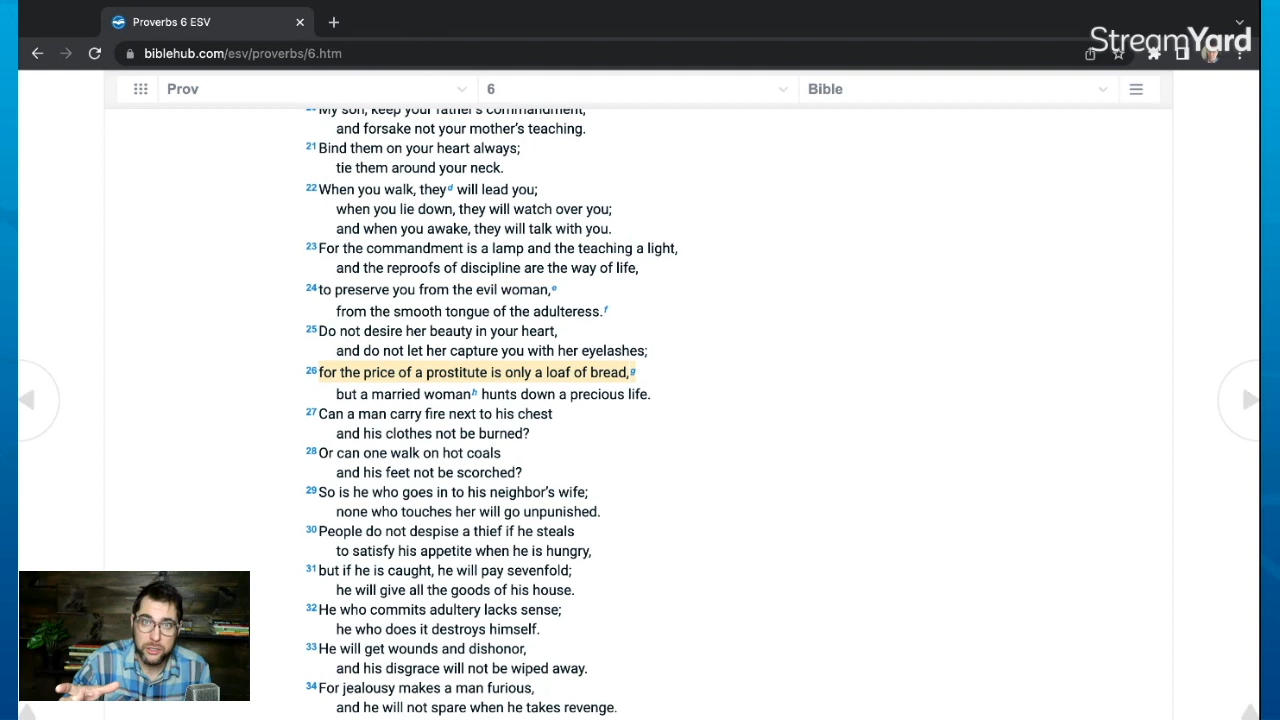 Proverbs 6 ESV
StreamYard
biblehub.com/esv/proverbs/6.htm
Prov
6
Bible
My son, keep your father's commandment,
and forsake not your mother's teaching.
21 Bind them on your heart always;
tie them around your neck.
22 When you walk, they d will lead you;
when you lie down, they will watch over you;
and when you awake, they will talk with you.
23 For the commandment is a lamp and the teaching a light,
and the reproofs of discipline are the way of life,
24 to preserve you from the evil woman, e
from the smooth tongue of the adulteress. f
25 Do not desire her beauty in your heart,
and do not let her capture you with her eyelashes;
26 for the price of a prostitute is only a loaf of bread, g
but a married woman h hunts down a precious life.
27 Can a man carry fire next to his chest
and his clothes not be burned?
28 Or can one walk on hot coals
and his feet not be scorched?
29 So is he who goes in to his neighbor's wife;
none who touches her will go unpunished.
30 People do not despise a thief if he steals
to satisfy his appetite when he is hungry,
31 but if he is caught, he will pay sevenfold;
he will give all the goods of his house.
32 He who commits adultery lacks sense;
he who does it destroys himself.
33 He will get wounds and dishonor,
and his disgrace will not be wiped away.
34 For jealousy makes a man furious,
and he will not spare when he takes revenge.